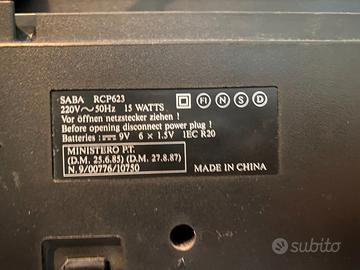 SABA RCP623
220V~50Hz 15 WATTS
FI N S D
Vor öffnen netzstecker ziehen !
Before opening disconnect power plug !
Batteries : 9V 6 x 1.5V IEC R20
MINISTERO P.T.
(D.M. 25.6.85) (D.M. 27.8.87)
N.9/00776/10750
MADE IN CHINA
subito